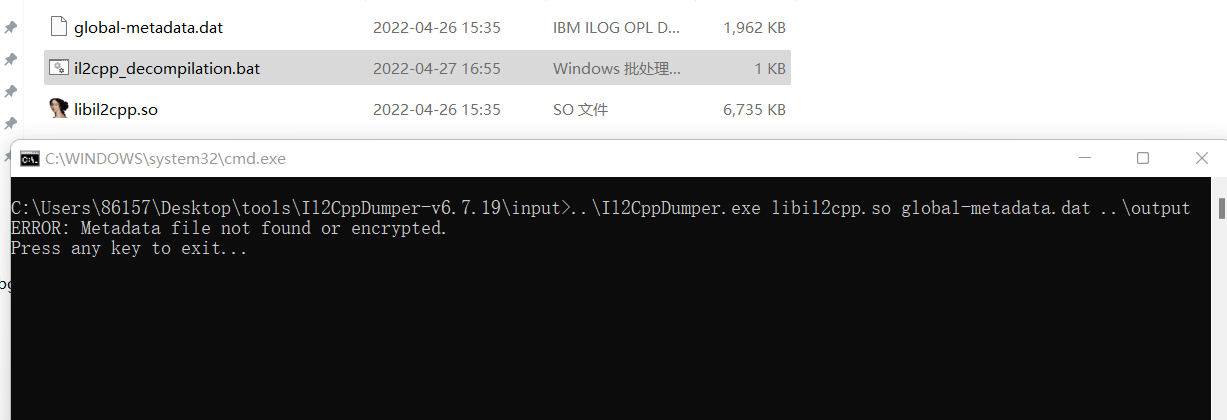 global-metadata.dat 2022-04-26 15:35 IBM ILOG OPL D... 1,962 KB
il2cpp_decompilation.bat 2022-04-27 16:55 Windows 批处理... 1 KB
libil2cpp.so 2022-04-26 15:35 SO 文件 6,735 KB
C:\WINDOWS\system32\cmd.exe
C:\Users\86157\Desktop\tools\Il2CppDumper-v6.7.19\input>..\Il2CppDumper.exe libil2cpp.so global-metadata.dat ..\output
ERROR: Metadata file not found or encrypted.
Press any key to exit...